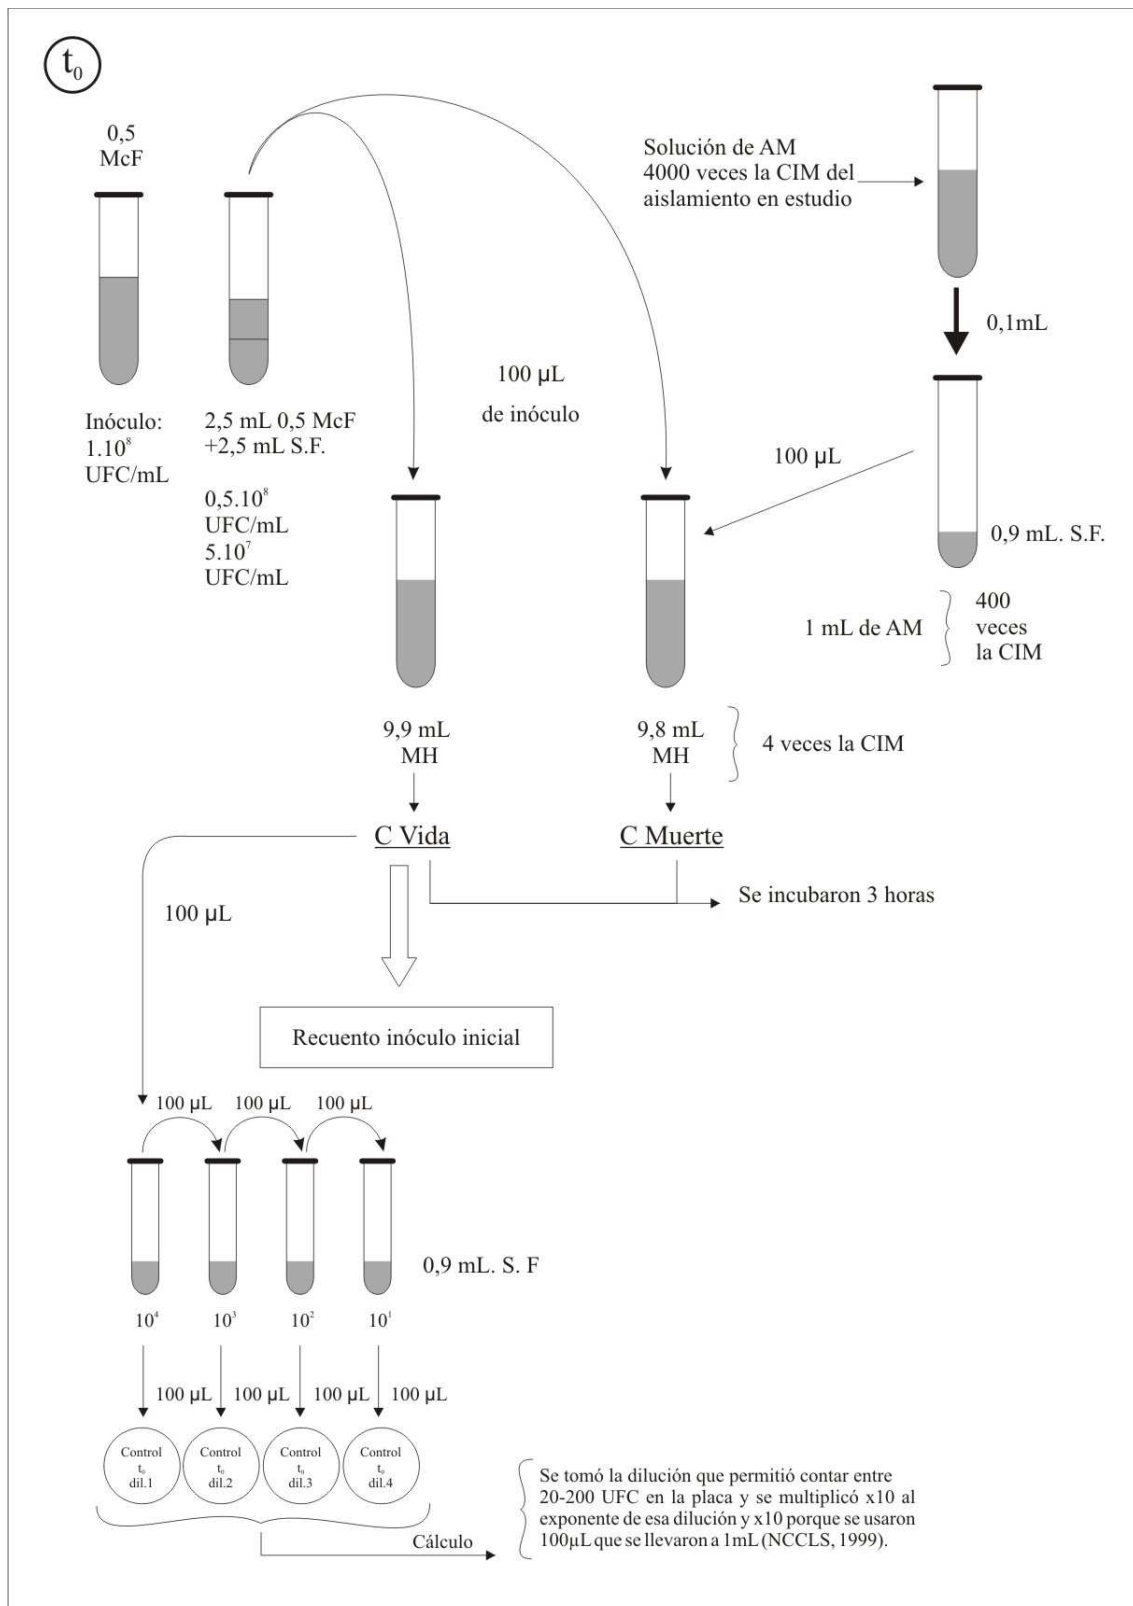 t₀
0,5
McF
Inóculo:
1.10⁸
UFC/mL
2,5 mL 0,5 McF
+2,5 mL S.F.
0,5.10⁸
UFC/mL
5.10⁷
UFC/mL
100 µL
de inóculo
Solución de AM
4000 veces la CIM del
aislamiento en estudio
0,1mL
100 µL
0,9 mL. S.F.
1 mL de AM
400
veces
la CIM
9,9 mL
MH
9,8 mL
MH
4 veces la CIM
C Vida
C Muerte
Se incubaron 3 horas
100 µL
Recuento inóculo inicial
100 µL 100 µL 100 µL
0,9 mL. S. F
10⁴ 10³ 10² 10¹
100 µL 100 µL 100 µL 100 µL
Control
t₀
dil.1
Control
t₀
dil.2
Control
t₀
dil.3
Control
t₀
dil.4
Cálculo
Se tomó la dilución que permitió contar entre
20-200 UFC en la placa y se multiplicó x10 al
exponente de esa dilución y x10 porque se usaron
100µL que se llevaron a 1mL (NCCLS, 1999).